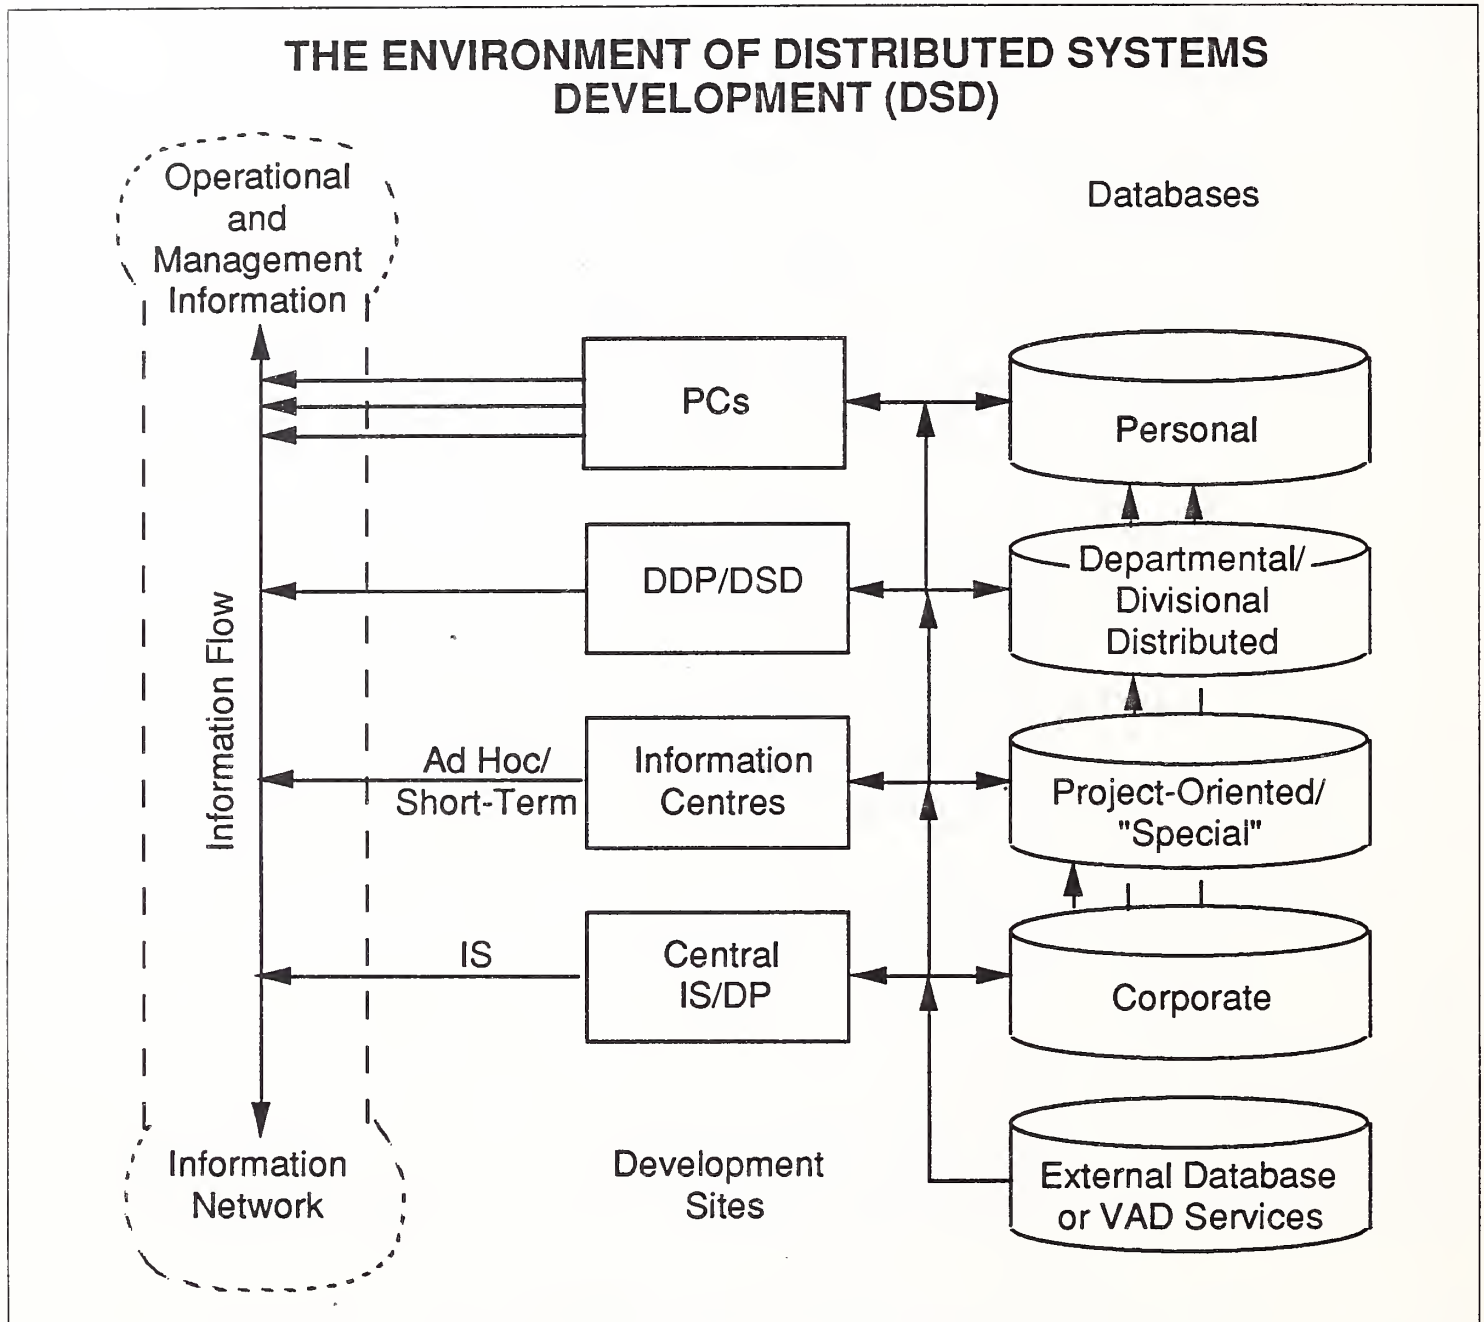 THE ENVIRONMENT OF DISTRIBUTED SYSTEMS
DEVELOPMENT (DSD)
Operational
and
Management
Information
Databases
PCs
Personal
DDP/DSD
Departmental/
Divisional
Distributed
Information Flow
Ad Hoc/
Short-Term
Information
Centres
Project-Oriented/
"Special"
IS
Central
IS/DP
Corporate
Information
Network
Development
Sites
External Database
or VAD Services